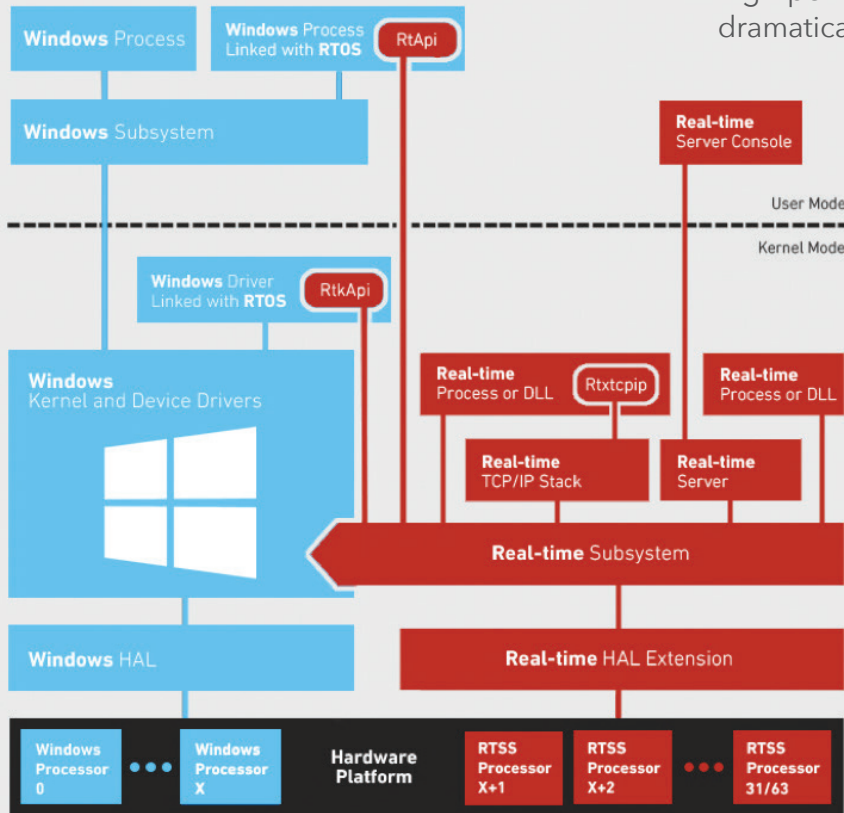 dramatica
Windows Process
Windows Process
Linked with RTOS
RtApi
Windows Subsystem
Real-time
Server Console
User Mode
Kernel Mode
Windows Driver
Linked with RTOS
RtkApi
Windows
Kernel and Device Drivers
Real-time
Process or DLL
Rtxtcpip
Real-time
Process or DLL
Real-time
TCP/IP Stack
Real-time
Server
Real-time Subsystem
Windows HAL
Real-time HAL Extension
Windows
Processor
0
Windows
Processor
X
Hardware
Platform
RTSS
Processor
X+1
RTSS
Processor
X+2
RTSS
Processor
31/63